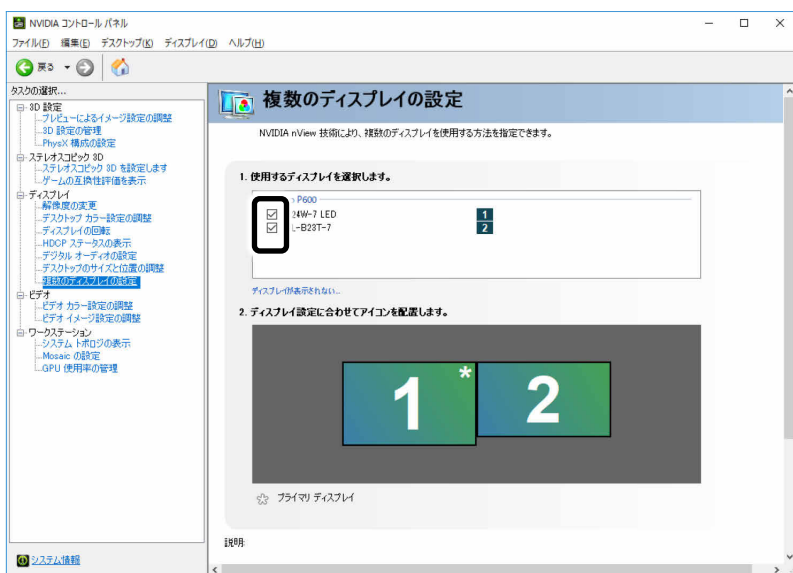 NVIDIA コントロール パネル
ファイル(F) 編集(E) デスクトップ(K) ディスプレイ(D) ヘルプ(H)
戻る
タスクの選択...
3D 設定
プレビューによるイメージ設定の調整
3D 設定の管理
PhysX 構成の設定
ステレオスコピック 3D
ステレオスコピック 3D を設定します
ゲームの互換性評価を表示
ディスプレイ
解像度の変更
デスクトップ カラー設定の調整
ディスプレイの回転
HDCP ステータスの表示
デジタル オーディオの設定
デスクトップのサイズと位置の調整
複数のディスプレイの設定
ビデオ
ビデオ カラー設定の調整
ビデオ イメージ設定の調整
ワークステーション
システム トポロジの表示
Mosaic の設定
GPU 使用率の管理
システム情報
複数のディスプレイの設定
NVIDIA nView 技術により、複数のディスプレイを使用する方法を指定できます。
1. 使用するディスプレイを選択します。
P600
24W-7 LED 1
L-B23T-7 2
ディスプレイが表示されない...
2. ディスプレイ設定に合わせてアイコンを配置します。
1 * 2
プライマリ ディスプレイ
説明: